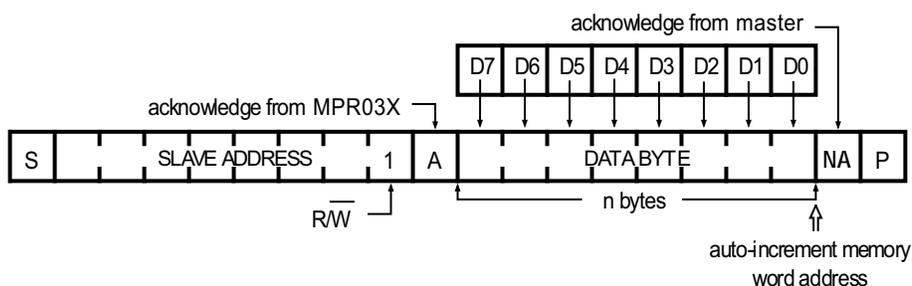 acknowledge from master
D7 D6 D5 D4 D3 D2 D1 D0
acknowledge from MPR03X
S SLAVE ADDRESS 1 A DATA BYTE NA P
R/W̅
n bytes
auto-increment memory
word address